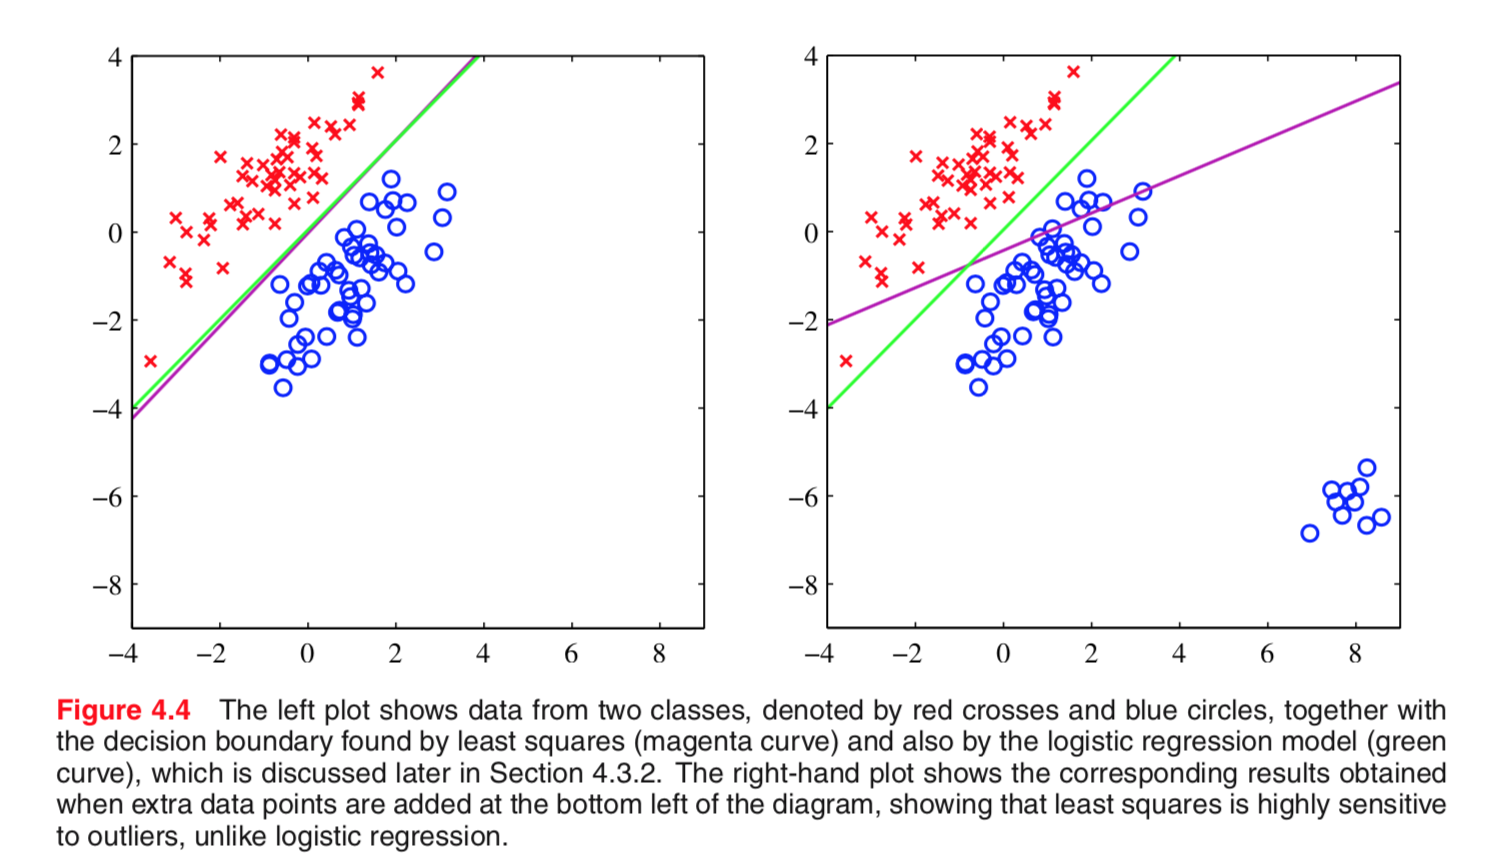 4
2
0
−2
−4
−6
−8
−4 −2 0 2 4 6 8
4
2
0
−2
−4
−6
−8
−4 −2 0 2 4 6 8
Figure 4.4 The left plot shows data from two classes, denoted by red crosses and blue circles, together with
the decision boundary found by least squares (magenta curve) and also by the logistic regression model (green
curve), which is discussed later in Section 4.3.2. The right-hand plot shows the corresponding results obtained
when extra data points are added at the bottom left of the diagram, showing that least squares is highly sensitive
to outliers, unlike logistic regression.